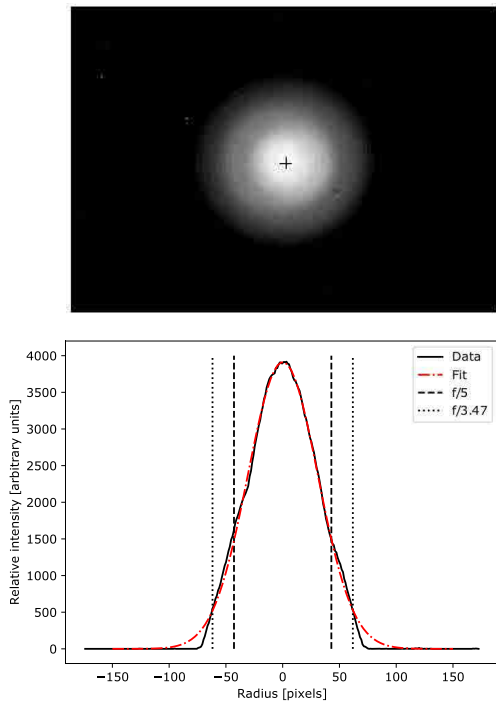 4000
3500
3000
2500
2000
1500
1000
500
0
Relative intensity [arbitrary units]
Data
Fit
f/5
f/3.47
−150 −100 −50 0 50 100 150
Radius [pixels]